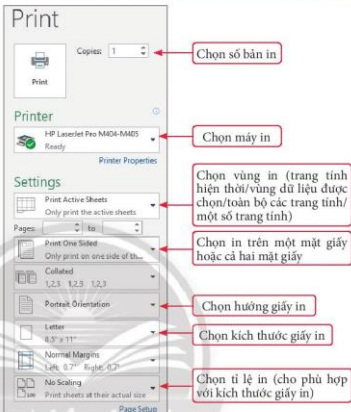 Print
Copies: 1
Chọn số bản in
Print
Printer
HP LaserJet Pro M404-M405
Ready
Chọn máy in
Printer Properties
Settings
Print Active Sheets
Only print the active sheets
Chọn vùng in (trang tính
hiện thời/vùng dữ liệu được
chọn/toàn bộ các trang tính/
một số trang tính)
Pages: to
Print One Sided
Only print on one side of th...
Chọn in trên một mặt giấy
hoặc cả hai mặt giấy
Collated
1,2,3 1,2,3 1,2,3
Portrait Orientation
Chọn hướng giấy in
Letter
8.5" x 11"
Chọn kích thước giấy in
Normal Margins
Left: 0.7" Right: 0.7"
No Scaling
Print sheets at their actual size
Chọn tỉ lệ in (cho phù hợp
với kích thước giấy in)
Page Setup